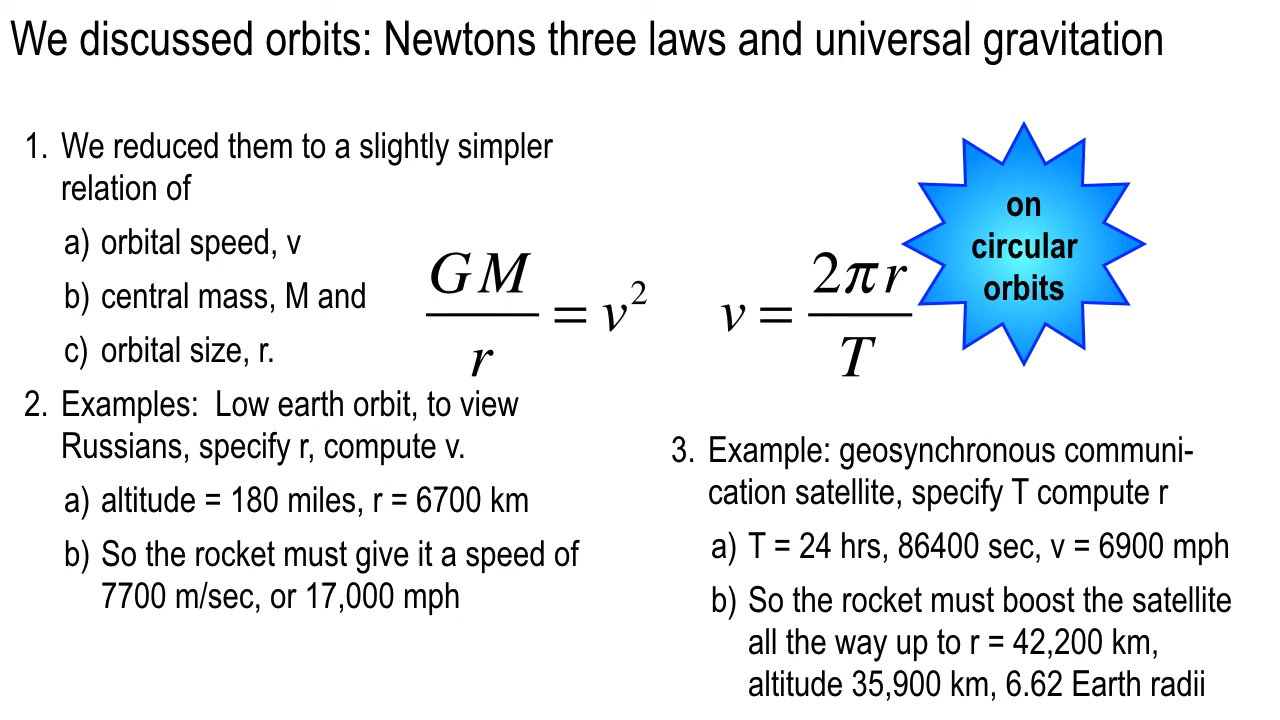 We discussed orbits: Newtons three laws and universal gravitation
1. We reduced them to a slightly simpler
relation of
a) orbital speed, v
b) central mass, M and
c) orbital size, r.
GM/r = v²
v = 2πr/T
on
circular
orbits
2. Examples:  Low earth orbit, to view
Russians, specify r, compute v.
a) altitude = 180 miles, r = 6700 km
b) So the rocket must give it a speed of
7700 m/sec, or 17,000 mph
3. Example: geosynchronous communi-
cation satellite, specify T compute r
a) T = 24 hrs, 86400 sec, v = 6900 mph
b) So the rocket must boost the satellite
all the way up to r = 42,200 km,
altitude 35,900 km, 6.62 Earth radii